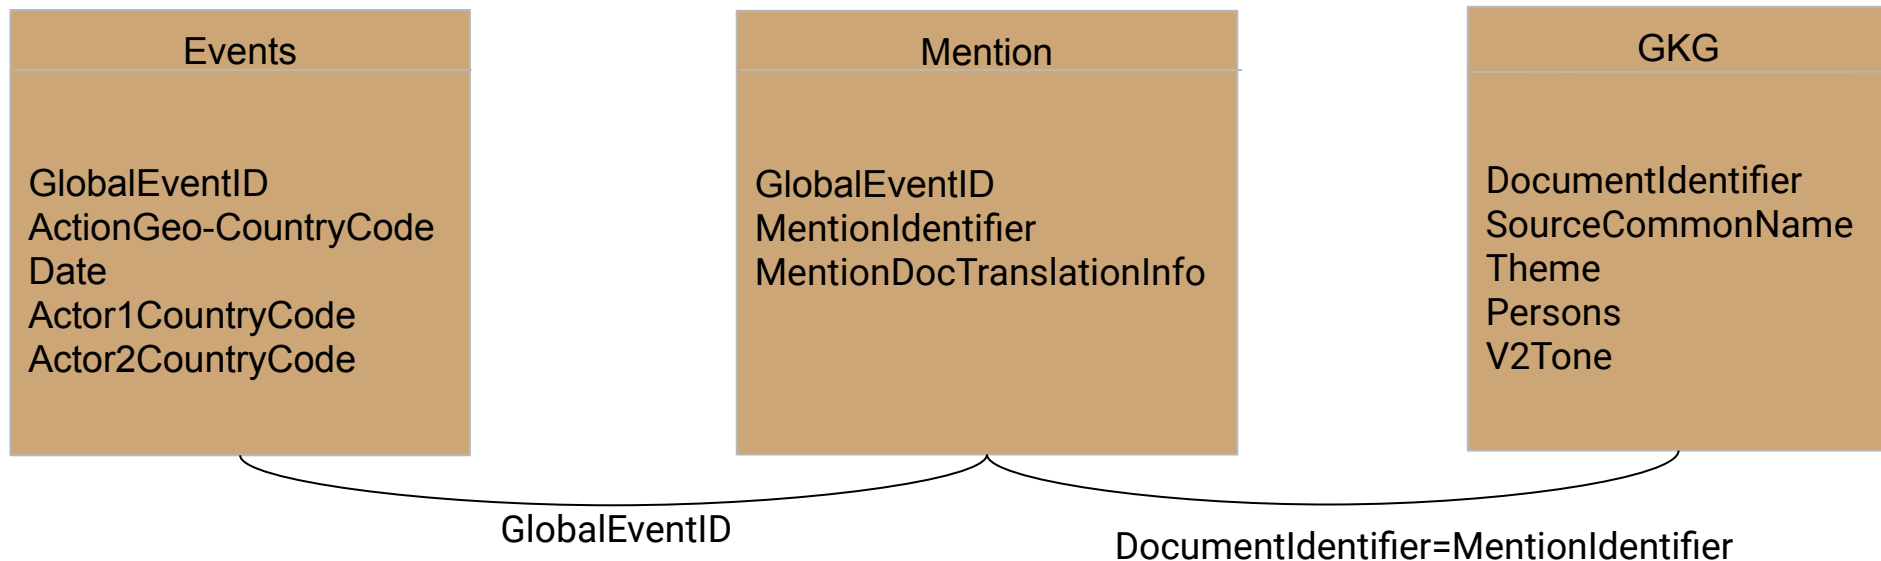 Events
GlobalEventID
ActionGeo-CountryCode
Date
Actor1CountryCode
Actor2CountryCode
Mention
GlobalEventID
MentionIdentifier
MentionDocTranslationInfo
GKG
DocumentIdentifier
SourceCommonName
Theme
Persons
V2Tone
GlobalEventID
DocumentIdentifier=MentionIdentifier